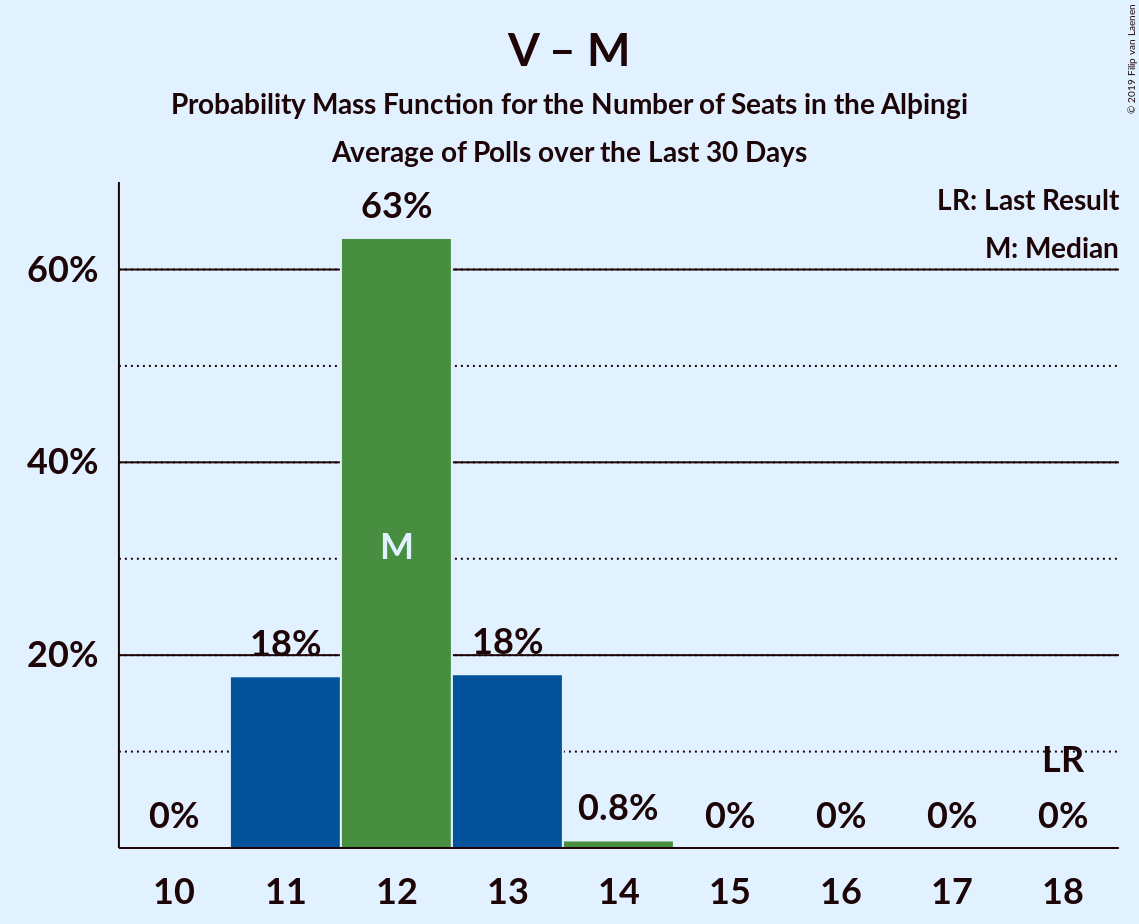 V – M
Probability Mass Function for the Number of Seats in the Alþingi
Average of Polls over the Last 30 Days
© 2019 Filip van Laenen
LR: Last Result
M: Median
63%
60%
40%
M
20%
18%
18%
LR
0%
0.8%
0%
0%
0%
0%
10 11 12 13 14 15 16 17 18